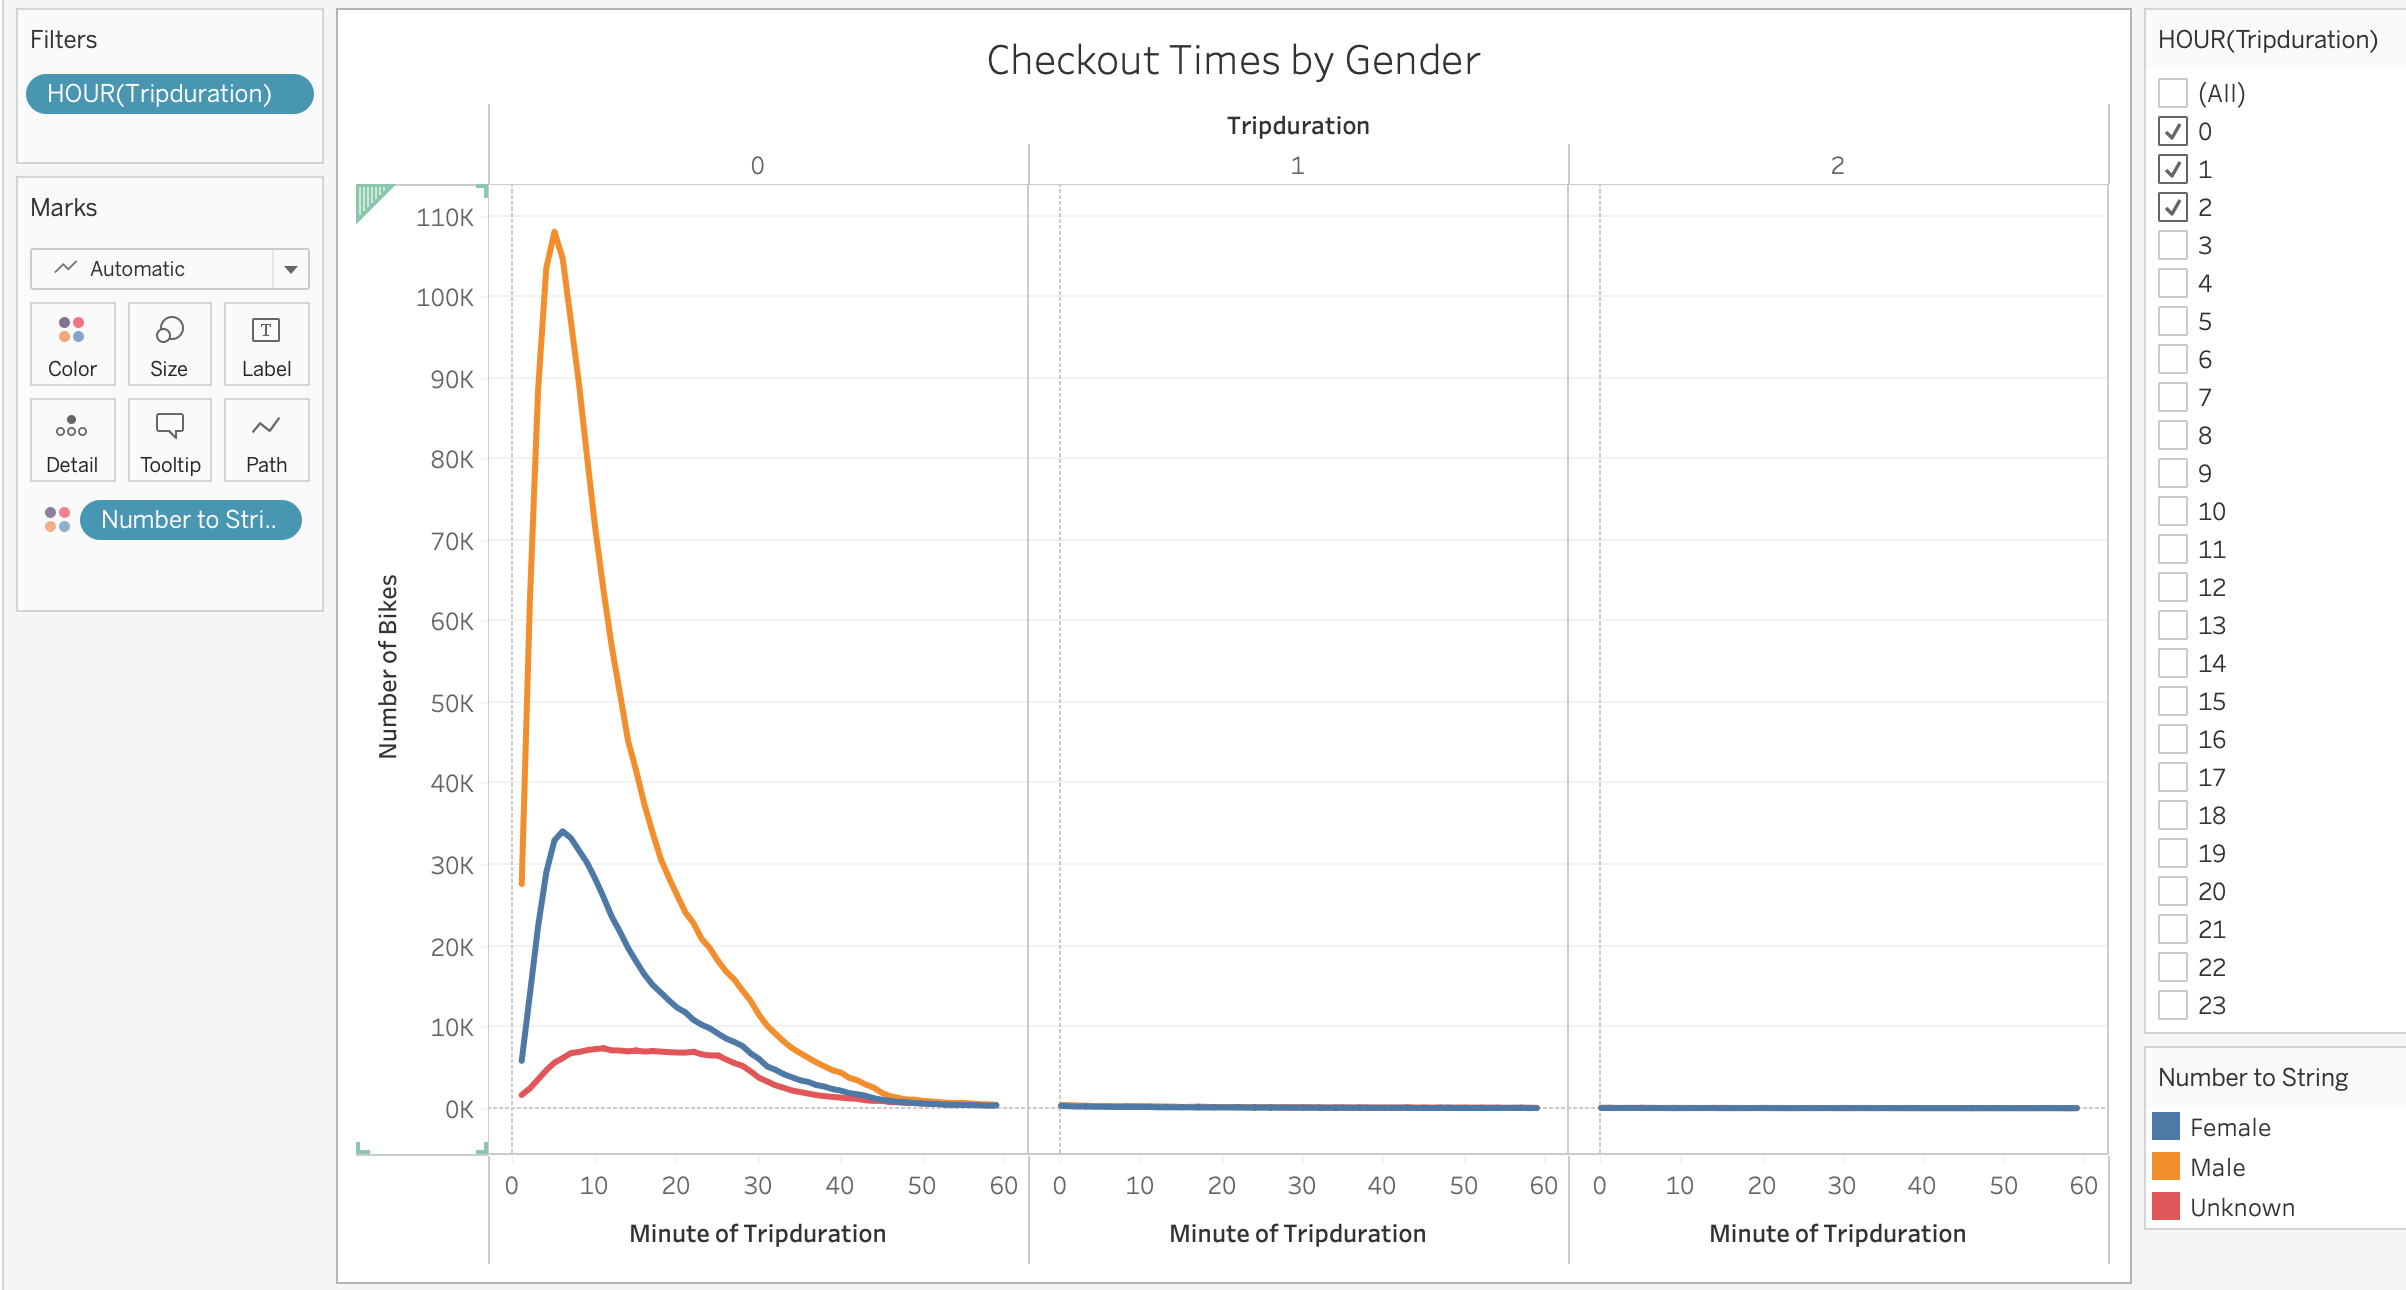 Filters
HOUR(Tripduration)
Marks
Automatic
Color Size Label
Detail Tooltip Path
Number to Stri..
Checkout Times by Gender
Tripduration
0 1 2
Number of Bikes
110K
100K
90K
80K
70K
60K
50K
40K
30K
20K
10K
0K
0 10 20 30 40 50 60 0 10 20 30 40 50 60 0 10 20 30 40 50 60
Minute of Tripduration Minute of Tripduration Minute of Tripduration
HOUR(Tripduration)
(All)
0
1
2
3
4
5
6
7
8
9
10
11
12
13
14
15
16
17
18
19
20
21
22
23
Number to String
Female
Male
Unknown